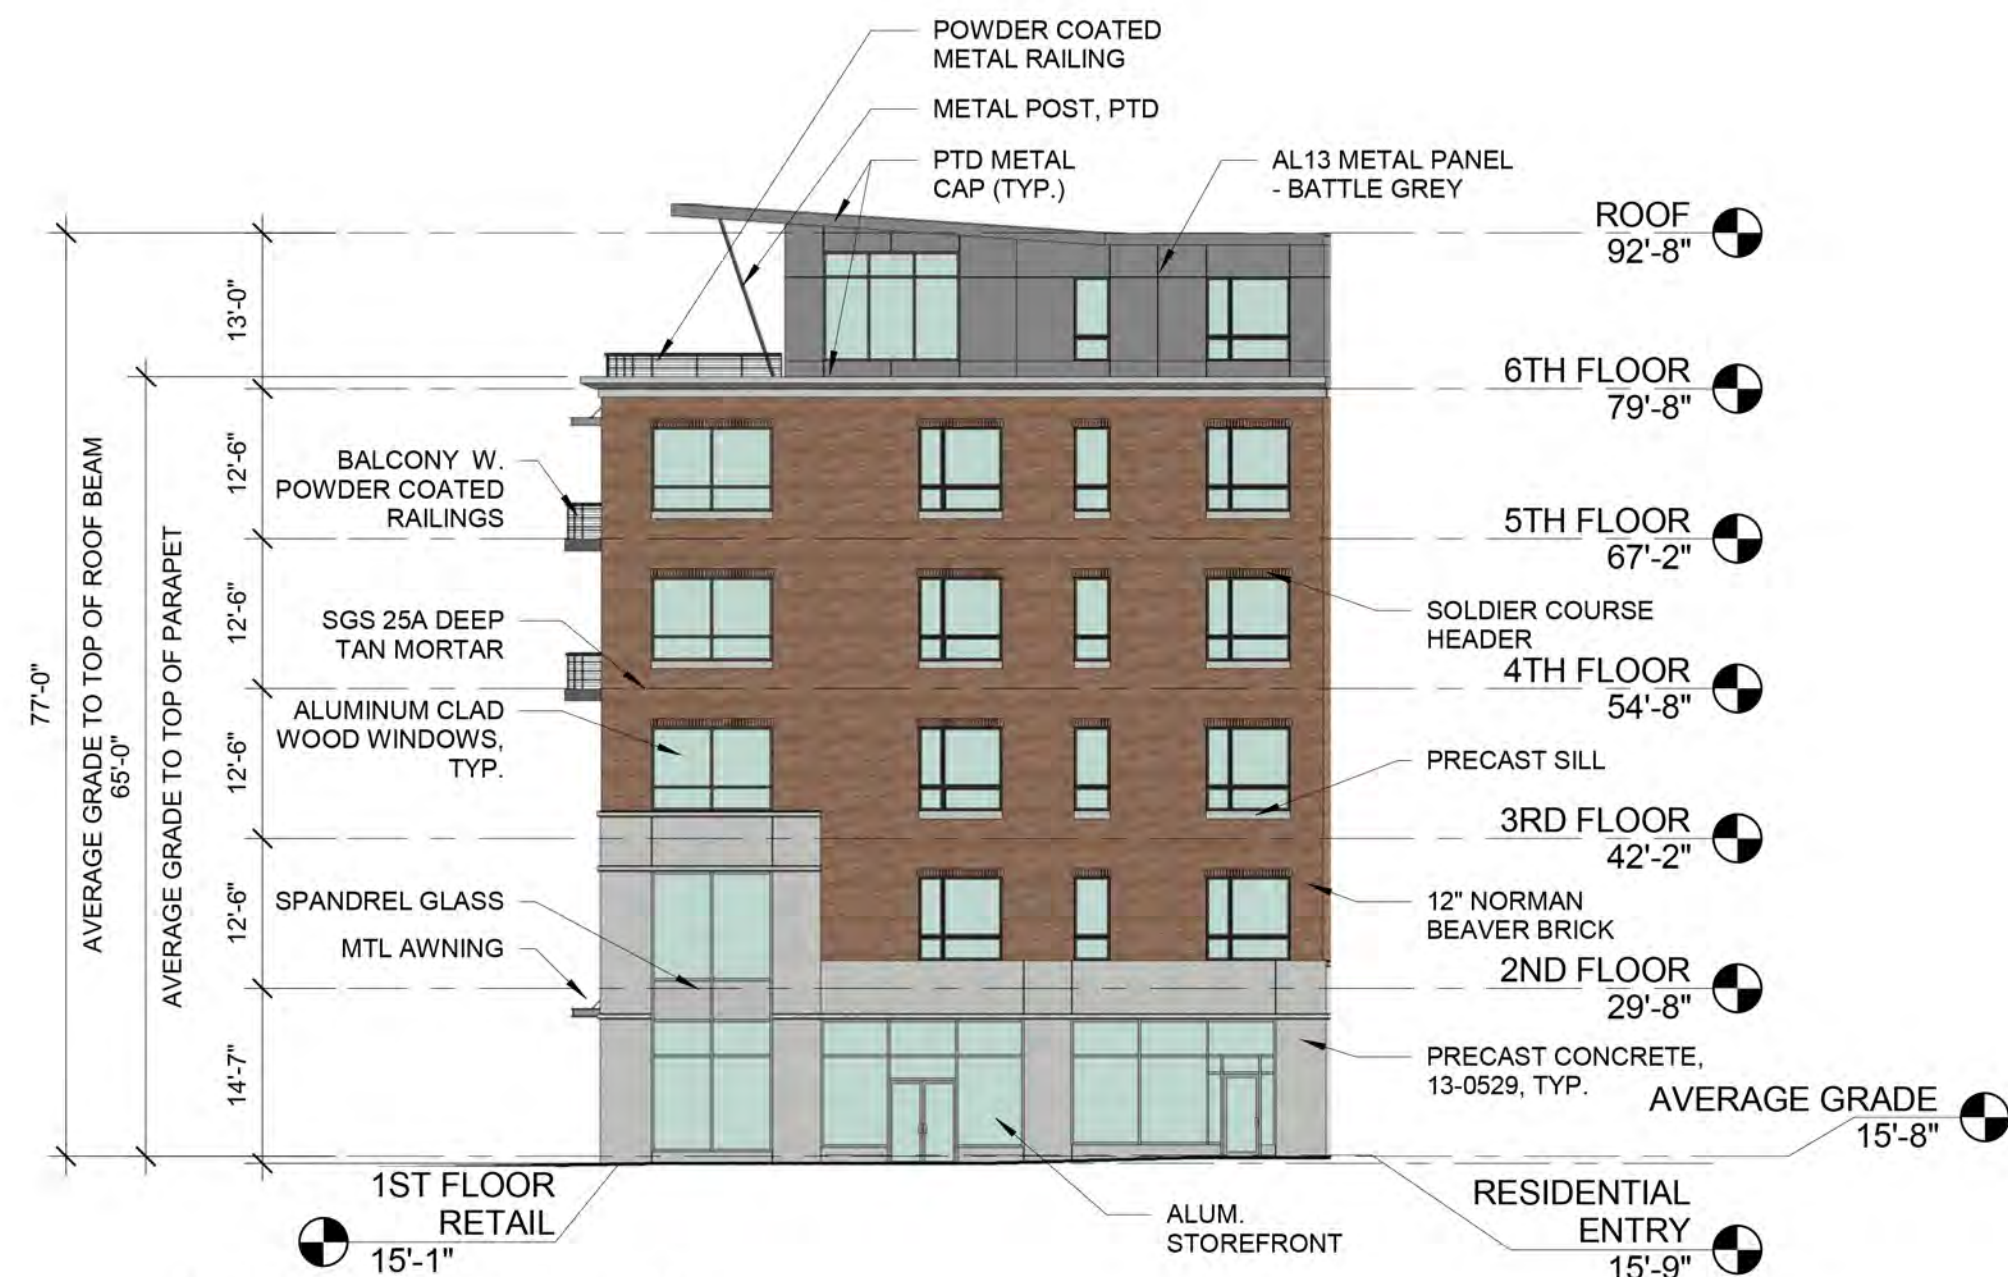 POWDER COATED
METAL RAILING
METAL POST, PTD
PTD METAL
CAP (TYP.)
AL13 METAL PANEL
- BATTLE GREY
ROOF
92'-8"
6TH FLOOR
79'-8"
5TH FLOOR
67'-2"
SOLDIER COURSE
HEADER
4TH FLOOR
54'-8"
PRECAST SILL
3RD FLOOR
42'-2"
12" NORMAN
BEAVER BRICK
2ND FLOOR
29'-8"
PRECAST CONCRETE,
13-0529, TYP.
AVERAGE GRADE
15'-8"
RESIDENTIAL
ENTRY
15'-9"
ALUM.
STOREFRONT
1ST FLOOR
RETAIL
15'-1"
BALCONY W.
POWDER COATED
RAILINGS
SGS 25A DEEP
TAN MORTAR
ALUMINUM CLAD
WOOD WINDOWS,
TYP.
SPANDREL GLASS
MTL AWNING
77'-0"
AVERAGE GRADE TO TOP OF ROOF BEAM
65'-0"
AVERAGE GRADE TO TOP OF PARAPET
13'-0"
12'-6"
12'-6"
12'-6"
12'-6"
14'-7"